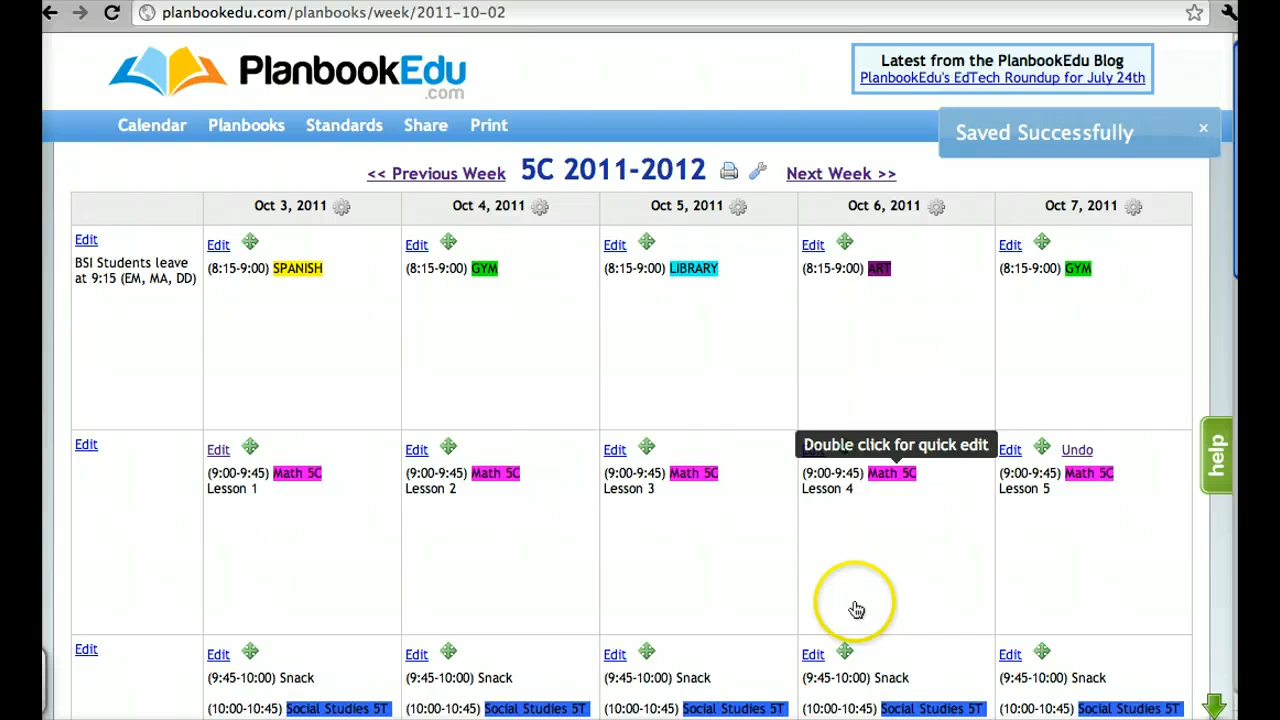 planbookedu.com/planbooks/week/2011-10-02
PlanbookEdu
.com
Latest from the PlanbookEdu Blog
PlanbookEdu's EdTech Roundup for July 24th
Calendar Planbooks Standards Share Print
Saved Successfully ×
<< Previous Week 5C 2011-2012 Next Week >>
Oct 3, 2011 Oct 4, 2011 Oct 5, 2011 Oct 6, 2011 Oct 7, 2011
Edit Edit Edit Edit Edit Edit
BSI Students leave
at 9:15 (EM, MA, DD)
(8:15-9:00) SPANISH (8:15-9:00) GYM (8:15-9:00) LIBRARY (8:15-9:00) ART (8:15-9:00) GYM
Double click for quick edit
Edit Edit Edit Edit Edit Undo
(9:00-9:45) Math 5C (9:00-9:45) Math 5C (9:00-9:45) Math 5C (9:00-9:45) Math 5C (9:00-9:45) Math 5C
Lesson 1 Lesson 2 Lesson 3 Lesson 4 Lesson 5
help
Edit Edit Edit Edit Edit Edit
(9:45-10:00) Snack (9:45-10:00) Snack (9:45-10:00) Snack (9:45-10:00) Snack (9:45-10:00) Snack
(10:00-10:45) Social Studies 5T (10:00-10:45) Social Studies 5T (10:00-10:45) Social Studies 5T (10:00-10:45) Social Studies 5T (10:00-10:45) Social Studies 5T